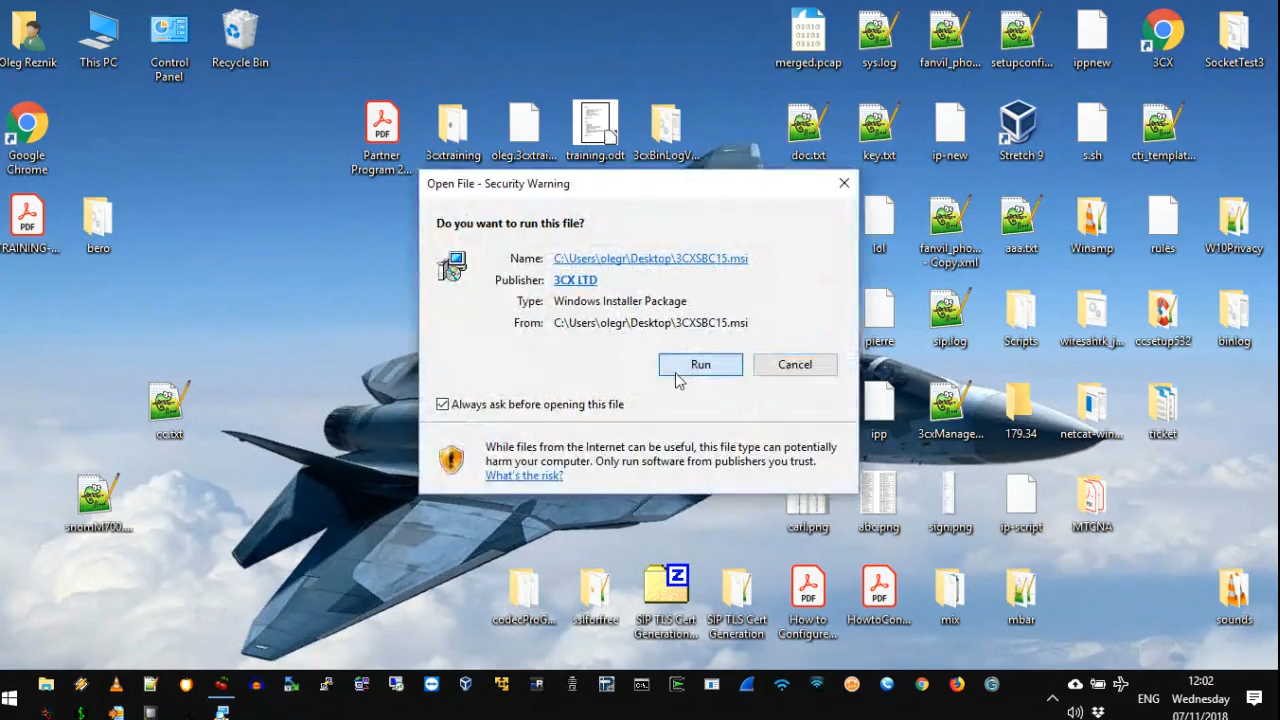 Oleg Reznik
This PC
Control
Panel
Recycle Bin
merged.pcap
sys.log
fanvil_pho...
setupconfi...
ippnew
3CX
SocketTest3
Google
Chrome
Partner
Program 2...
3cxtraining
oleg.3cxtrai...
training.odt
3cxBinLogV...
doc.txt
key.txt
ip-new
Stretch 9
s.sh
cti_templat...
TRAINING-...
bero
Open File - Security Warning
Do you want to run this file?
Name: C:\Users\olegr\Desktop\3CXSBC15.msi
Publisher: 3CX LTD
Type: Windows Installer Package
From: C:\Users\olegr\Desktop\3CXSBC15.msi
Run
Cancel
Always ask before opening this file
While files from the Internet can be useful, this file type can potentially
harm your computer. Only run software from publishers you trust.
What's the risk?
lol
fanvil_pho...
- Copy.xml
aaa.txt
Winamp
rules
W10Privacy
pierre
sip.log
Scripts
wiresahrk_j...
ccsetup532
binlog
cc.txt
ipp
3cxManage...
179.34
netcat-win...
ticket
snomM700....
carl.png
abc.png
sign.png
ip-script
MTCNA
codecProG...
sslforfree
SIP TLS Cert
Generation...
SIP TLS Cert
Generation
How to
Configure...
HowtoCon...
mix
mbar
sounds
12:02
ENG
Wednesday
07/11/2018